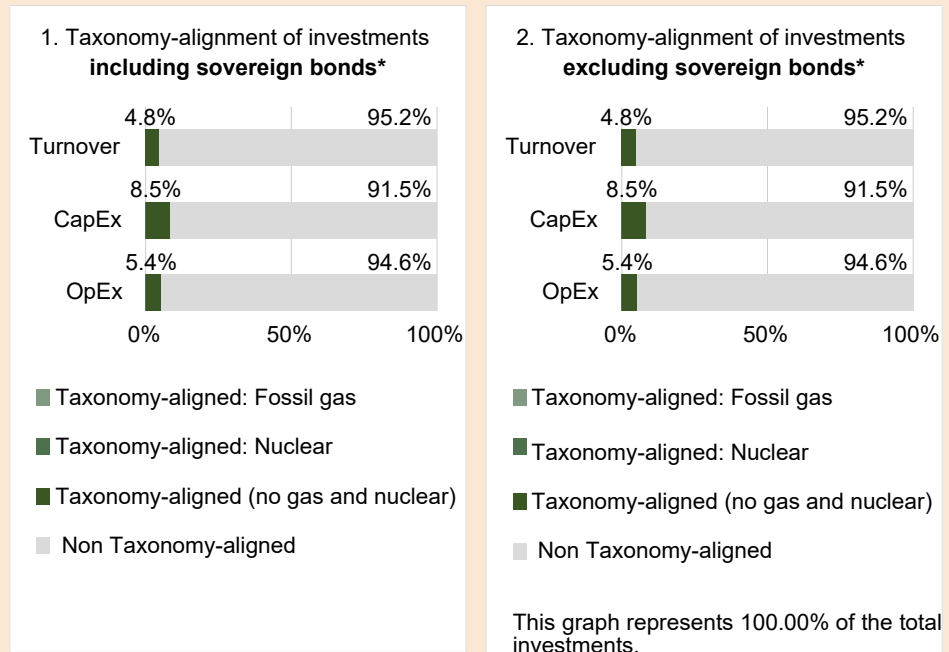 1. Taxonomy-alignment of investments
including sovereign bonds*
4.8% 95.2%
Turnover
8.5% 91.5%
CapEx
5.4% 94.6%
OpEx
0% 50% 100%
Taxonomy-aligned: Fossil gas
Taxonomy-aligned: Nuclear
Taxonomy-aligned (no gas and nuclear)
Non Taxonomy-aligned
2. Taxonomy-alignment of investments
excluding sovereign bonds*
4.8% 95.2%
Turnover
8.5% 91.5%
CapEx
5.4% 94.6%
OpEx
0% 50% 100%
Taxonomy-aligned: Fossil gas
Taxonomy-aligned: Nuclear
Taxonomy-aligned (no gas and nuclear)
Non Taxonomy-aligned
This graph represents 100.00% of the total
investments.